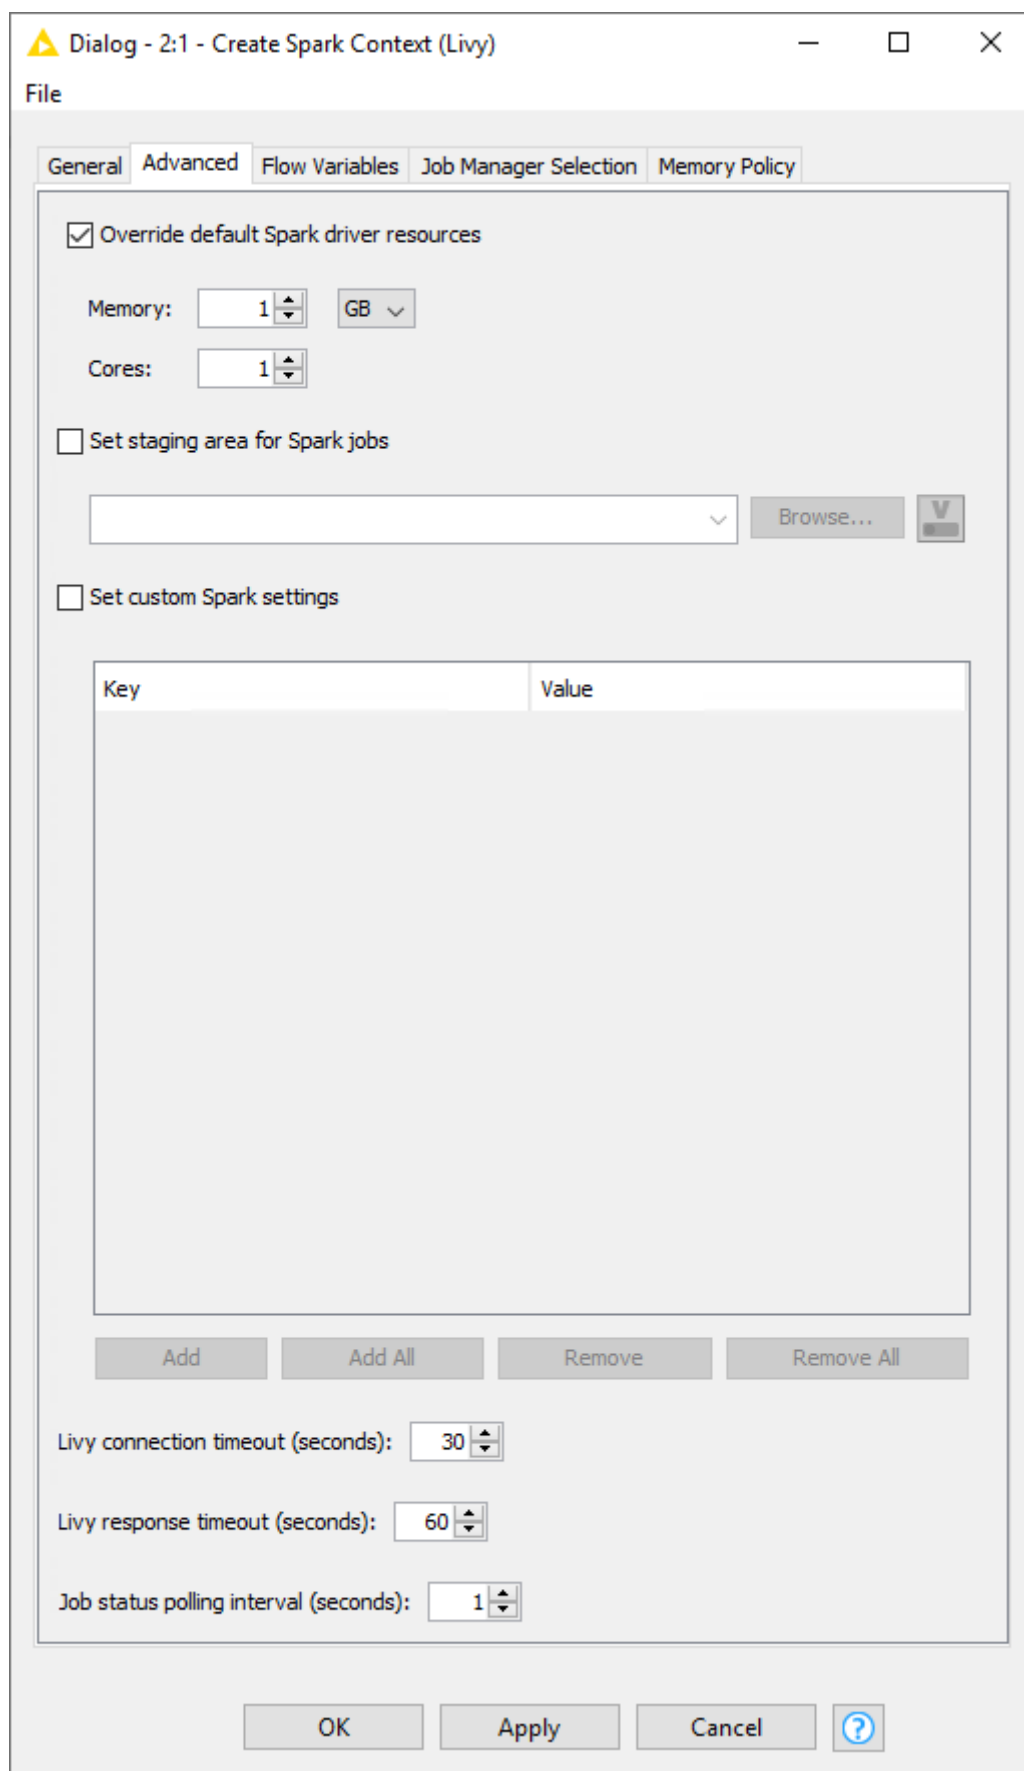 Dialog - 2:1 - Create Spark Context (Livy)
File
General Advanced Flow Variables Job Manager Selection Memory Policy
Override default Spark driver resources
Memory: 1 GB
Cores: 1
Set staging area for Spark jobs
Browse... V
Set custom Spark settings
Key Value
Add Add All Remove Remove All
Livy connection timeout (seconds): 30
Livy response timeout (seconds): 60
Job status polling interval (seconds): 1
OK Apply Cancel ?